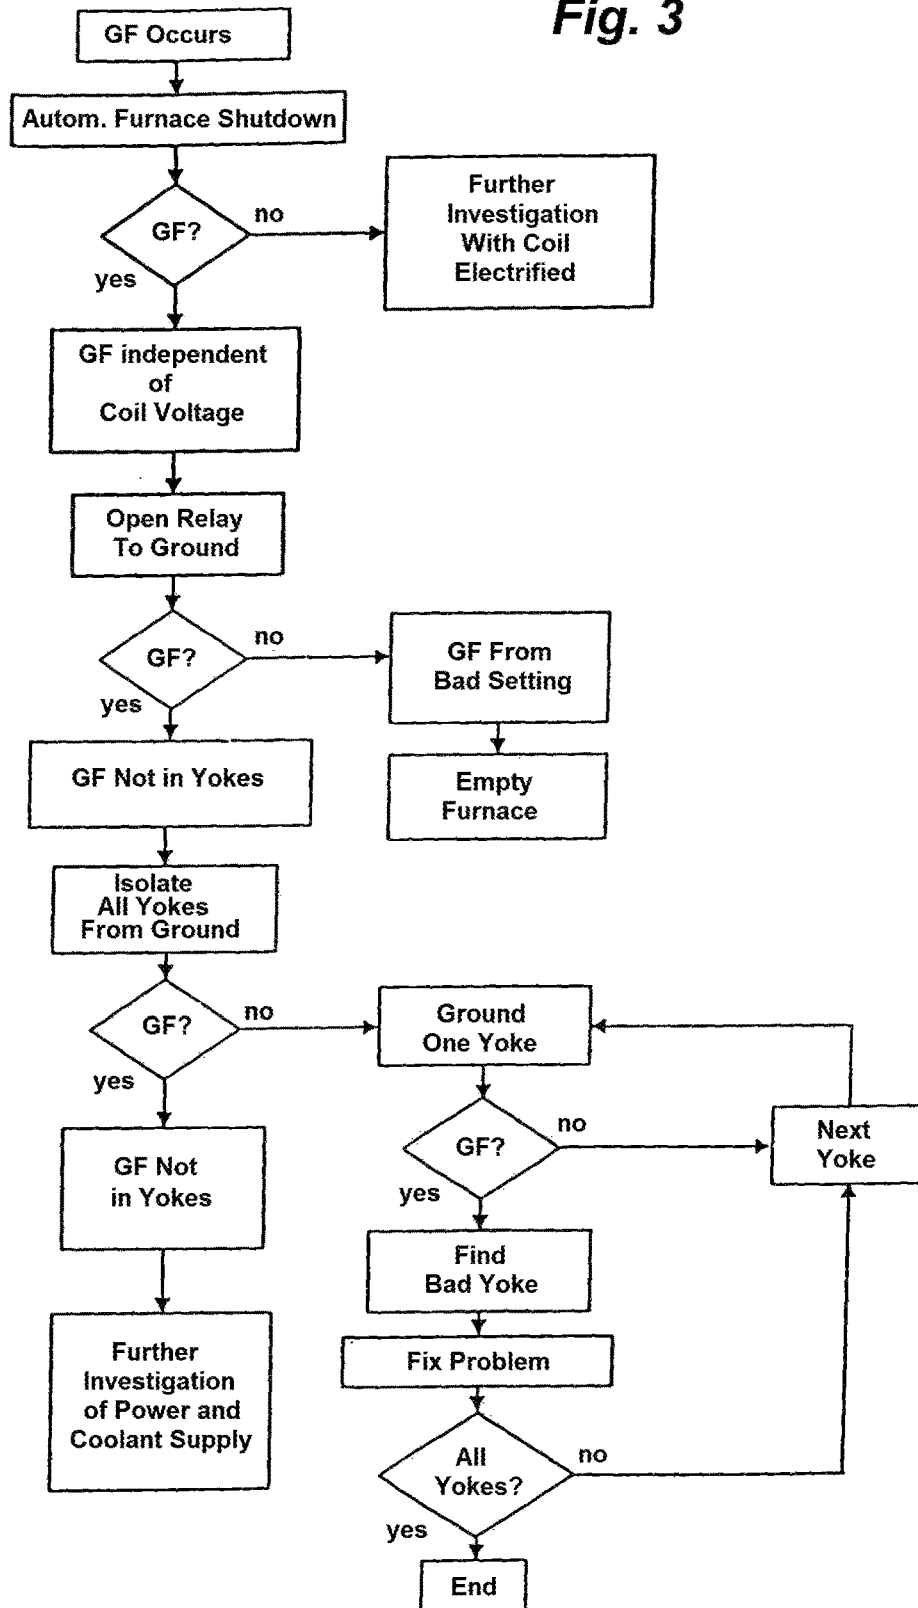 Fig. 3
GF Occurs
Autom. Furnace Shutdown
GF?
no
yes
Further
Investigation
With Coil
Electrified
GF independent
of
Coil Voltage
Open Relay
To Ground
GF?
no
yes
GF From
Bad Setting
Empty
Furnace
GF Not in Yokes
Isolate
All Yokes
From Ground
GF?
no
yes
Ground
One Yoke
GF?
no
yes
Next
Yoke
GF Not
in Yokes
Find
Bad Yoke
Further
Investigation
of Power and
Coolant Supply
Fix Problem
All
Yokes?
no
yes
End